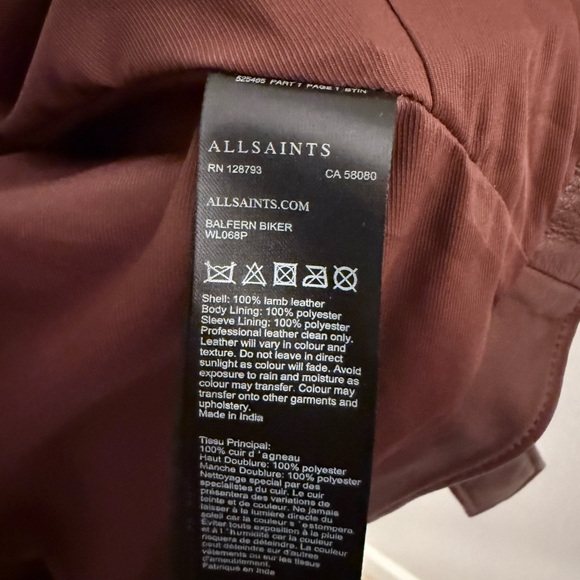 525465 PART 1 PAGE 1 BTIN
ALLSAINTS
RN 128793 CA 58080
ALLSAINTS.COM
BALFERN BIKER
WL068P
Shell: 100% lamb leather
Body Lining: 100% polyester
Sleeve Lining: 100% polyester
Professional leather clean only.
Leather will vary in colour and
texture. Do not leave in direct
sunlight as colour will fade. Avoid
exposure to rain and moisture as
colour may transfer. Colour may
transfer onto other garments and
upholstery.
Made in India
Tissu Principal:
100% cuir d'agneau
Haut Doublure: 100% polyester
Manche Doublure: 100% polyester
Nettoyage special par des
specialistes du cuir. Le cuir
présentera des variations de
teinte et de couleur. Ne jamais
laisser à la lumière directe du
soleil car la couleur s'estompera.
Éviter toute exposition à la pluie
et à l'humidité car la couleur
risquera de déteindre. La couleur
peut déteindre sur d'autres
vêtements ou sur les tissus
d'ameublement.
Fabriqué en Inde